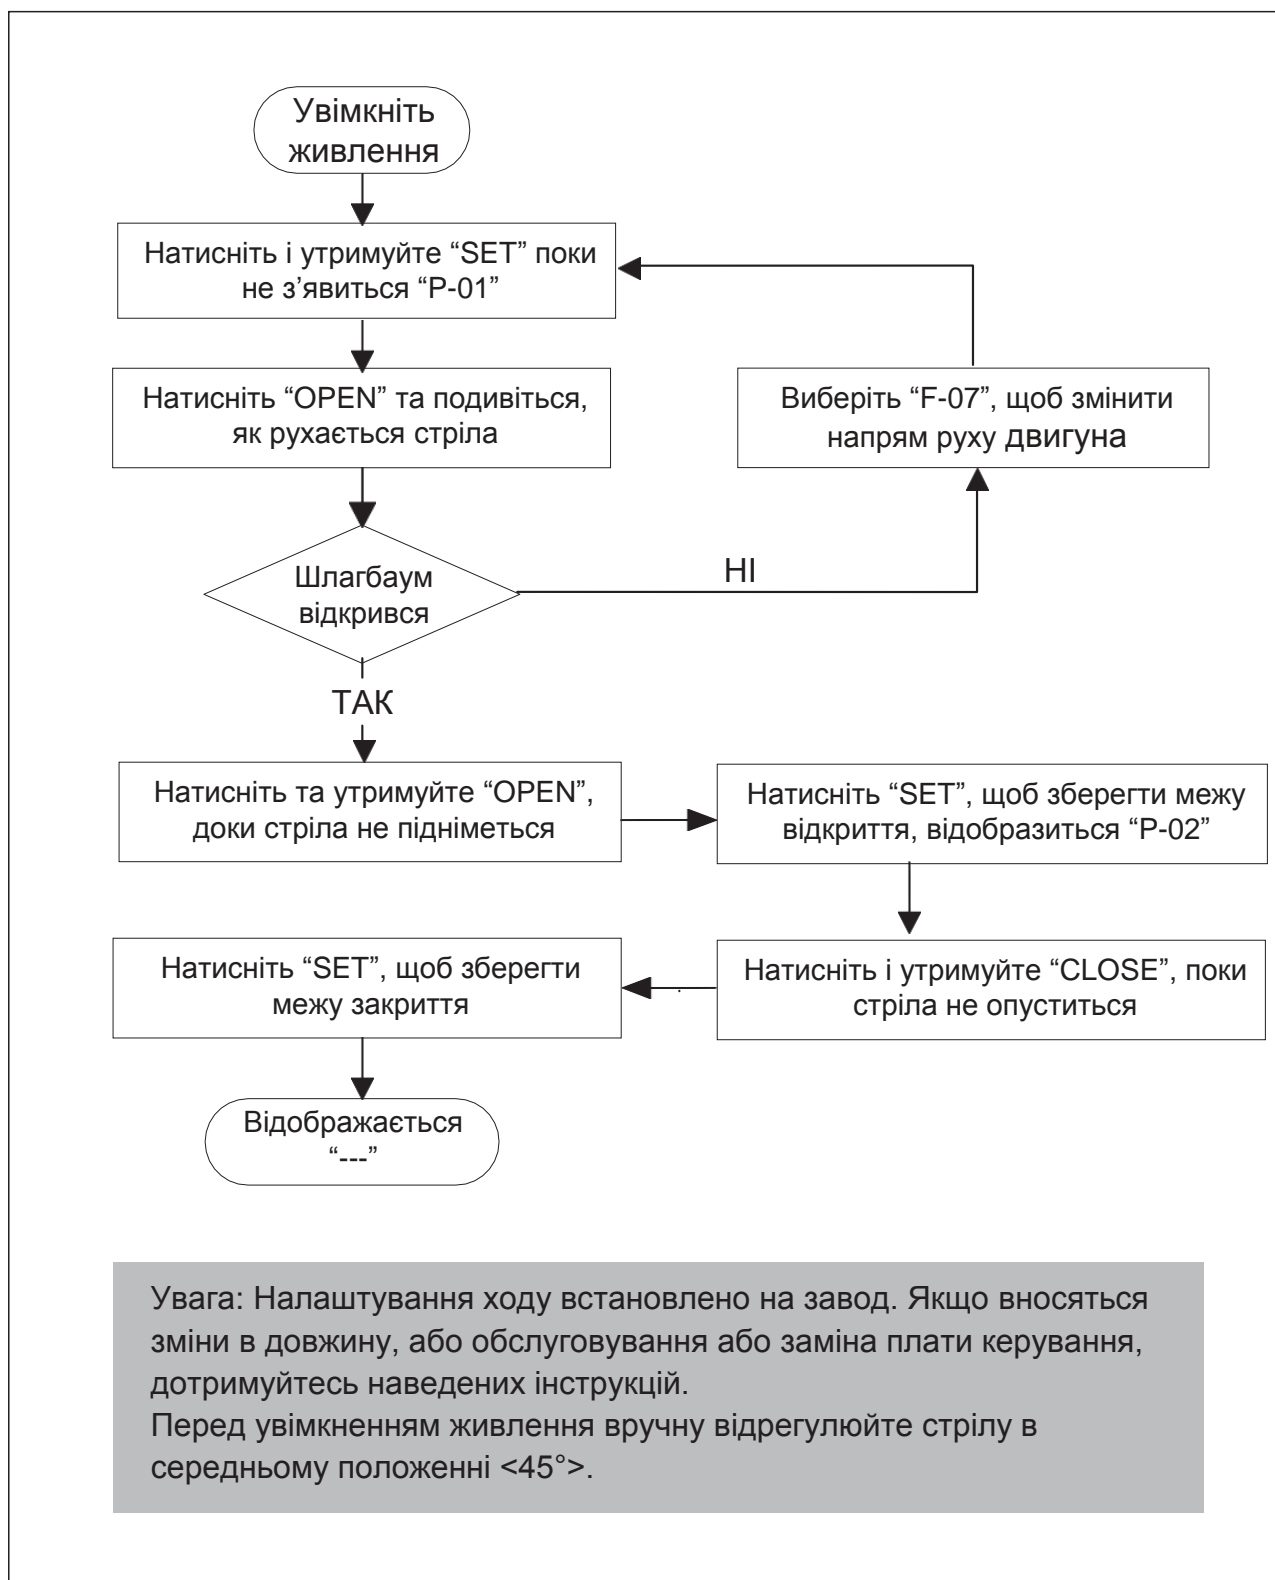 Увімкніть
живлення
Натисніть і утримуйте “SET” поки
не з’явиться “P-01”
Натисніть “OPEN” та подивіться,
як рухається стріла
Виберіть “F-07”, щоб змінити
напрям руху двигуна
Шлагбаум
відкрився
НІ
ТАК
Натисніть та утримуйте “OPEN”,
доки стріла не підніметься
Натисніть “SET”, щоб зберегти межу
відкриття, відобразиться “P-02”
Натисніть і утримуйте “CLOSE”, поки
стріла не опуститься
Натисніть “SET”, щоб зберегти
межу закриття
Відображається
“---”
Увага: Налаштування ходу встановлено на завод. Якщо вносяться
зміни в довжину, або обслуговування або заміна плати керування,
дотримуйтесь наведених інструкцій.
Перед увімкненням живлення вручну відрегулюйте стрілу в
середньому положенні <45°>.